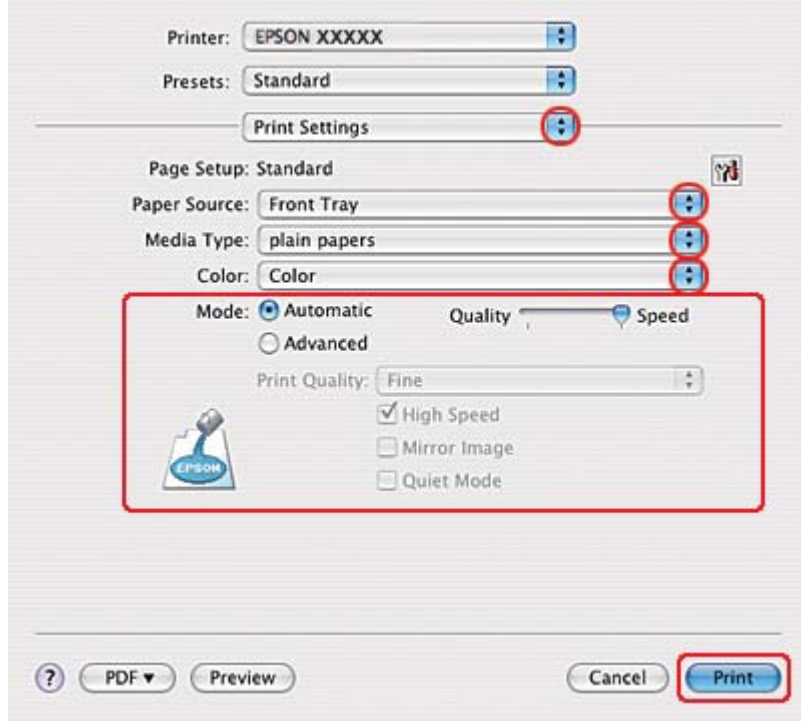 Printer: EPSON XXXXX
Presets: Standard
Print Settings
Page Setup: Standard
Paper Source: Front Tray
Media Type: plain papers
Color: Color
Mode: Automatic Quality Speed
Advanced
Print Quality: Fine
High Speed
Mirror Image
Quiet Mode
EPSON
? PDF Preview Cancel Print